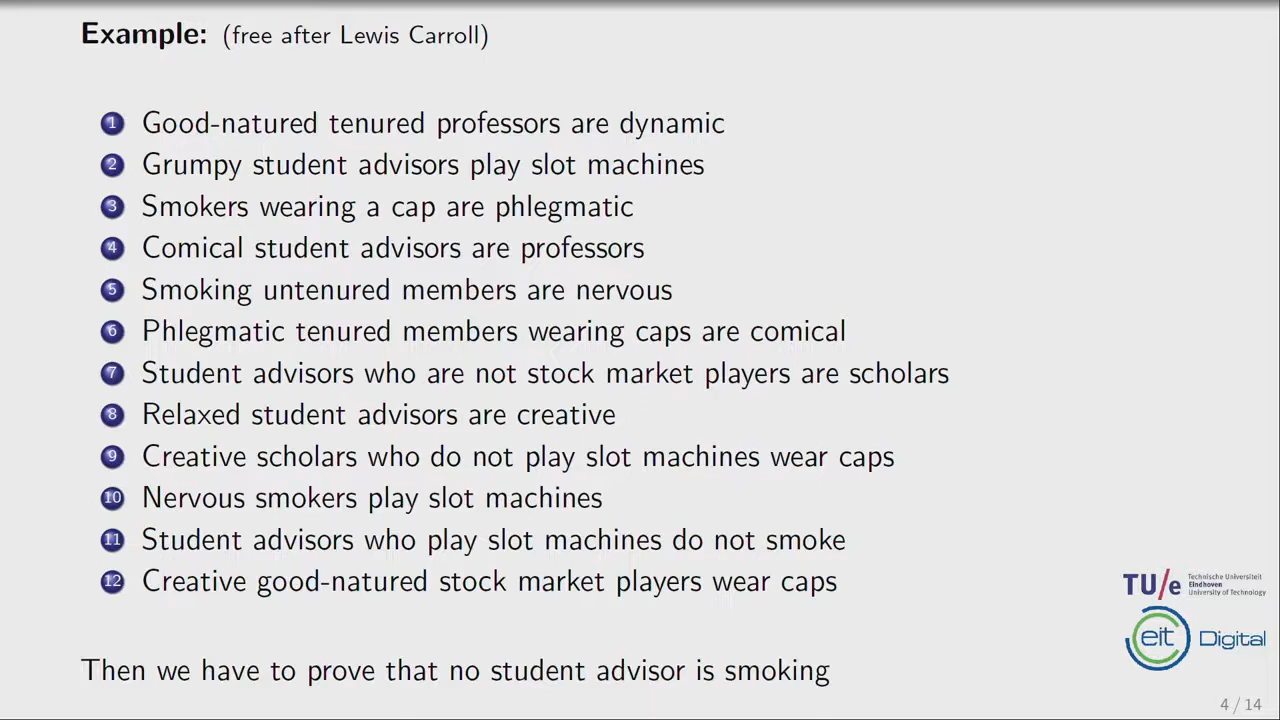 Example: (free after Lewis Carroll)
1 Good-natured tenured professors are dynamic
2 Grumpy student advisors play slot machines
3 Smokers wearing a cap are phlegmatic
4 Comical student advisors are professors
5 Smoking untenured members are nervous
6 Phlegmatic tenured members wearing caps are comical
7 Student advisors who are not stock market players are scholars
8 Relaxed student advisors are creative
9 Creative scholars who do not play slot machines wear caps
10 Nervous smokers play slot machines
11 Student advisors who play slot machines do not smoke
12 Creative good-natured stock market players wear caps
TU/e Technische Universiteit
Eindhoven
University of Technology
eit Digital
Then we have to prove that no student advisor is smoking
4 / 14